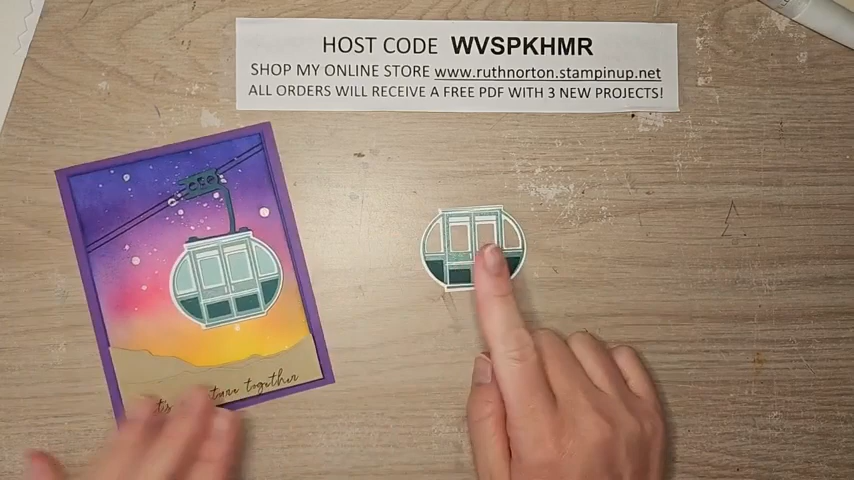 HOST CODE WVSPKHMR
SHOP MY ONLINE STORE www.ruthnorton.stampinup.net
ALL ORDERS WILL RECEIVE A FREE PDF WITH 3 NEW PROJECTS!
together